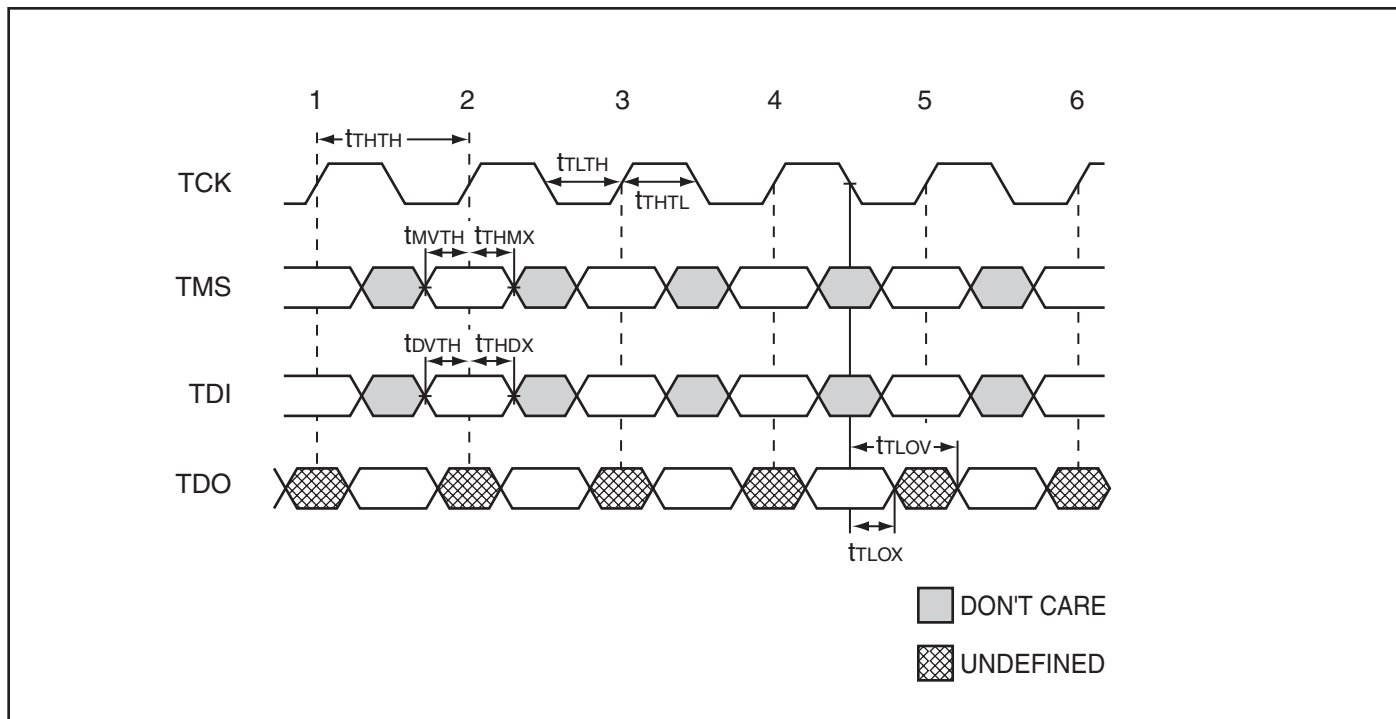 1 2 3 4 5 6
tTHTH
tTLTH
TCK
tTHTL
tMVTH tTHMX
TMS
tDVTH tTHDX
TDI
tTLOV
TDO
tTLOX
DON'T CARE
UNDEFINED